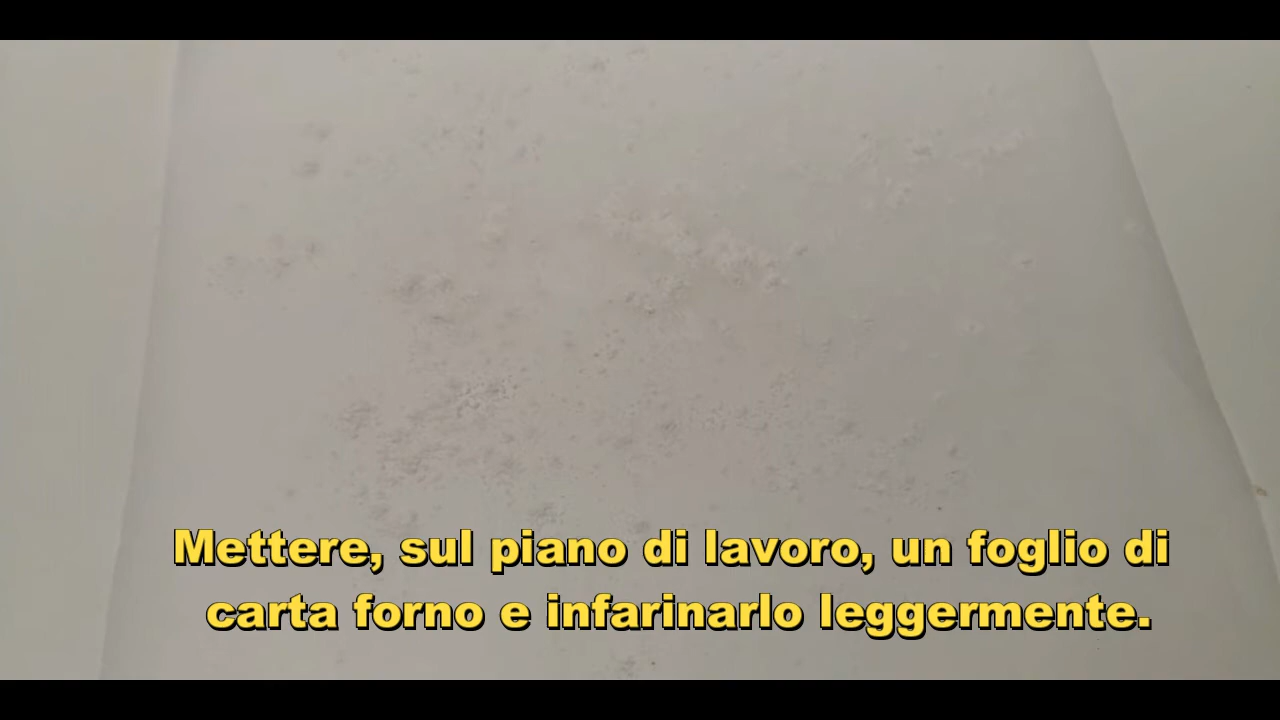 Mettere, sul piano di lavoro, un foglio di
carta forno e infarinarlo leggermente.